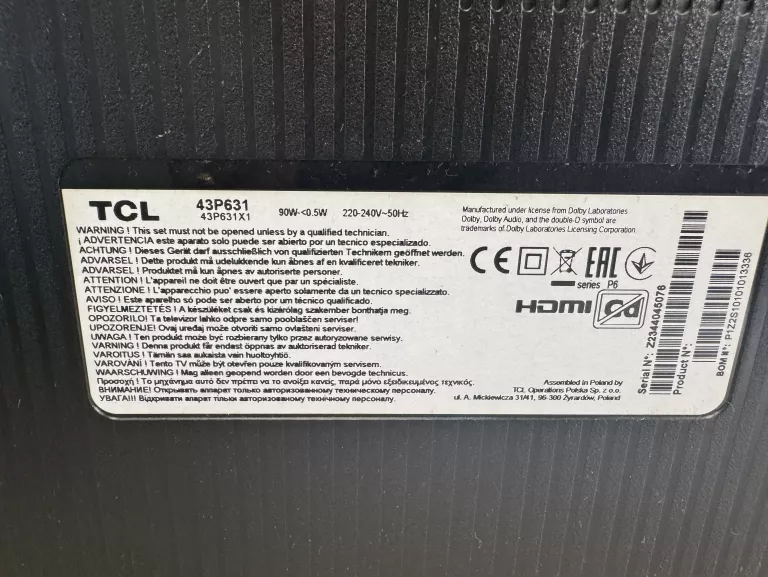 TCL
43P631
43P631X1
90W-<0.5W 220-240V~50Hz
Manufactured under license from Dolby Laboratories.
Dolby, Dolby Audio, and the double-D symbol are
trademarks of Dolby Laboratories Licensing Corporation.
WARNING ! This set must not be opened unless by a qualified technician.
¡ ADVERTENCIA este aparato solo puede ser abierto por un tecnico especializado.
ACHTUNG ! Dieses Gerät darf ausschließlich von qualifizierten Technikern geöffnet werden.
ADVARSEL ! Dette produkt må udelukkende kun åbnes af en kvalificeret tekniker.
ADVARSEL ! Produktet må kun åpnes av autoriserte personer.
ATTENTION ! L'appareil ne doit être ouvert que par un spécialiste.
ATTENZIONE ! L'apparecchio puo' essere aperto solamente da un tecnico specializzato.
AVISO ! Este aparelho só pode ser aberto por um técnico qualificado.
FIGYELMEZTETÉS ! A készüléket csak és kizárólag szakember bonthatja meg.
OPOZORILO! Ta televizor lahko odpre samo pooblaščen serviser!
UPOZORENJE! Ovaj uređaj može otvoriti samo ovlašteni serviser.
UWAGA ! Ten produkt może być rozbierany tylko przez autoryzowane serwisy.
VARNING ! Denna produkt får endast öppnas av auktoriserad tekniker.
VAROITUS ! Tämän saa aukaista vain huoltoyhtiö.
VAROVÁNÍ ! Tento TV může být otevřen pouze kvalifikovaným servisem.
WAARSCHUWING ! Mag alleen geopend worden door een bevoegde technicus.
Προσοχή ! Το μηχάνημα αυτό δεν πρέπει να το ανοίξει κανείς, παρά μόνο εξειδικευμένος τεχνικός.
ВНИМАНИЕ! Открывать аппарат только авторизованному техническому персоналу.
УВАГА!!! Відкривати апарат тільки авторизованому технічному персоналу.
CE EAC
series P6
HDMI
Assembled in Poland by
TCL Operations Polska Sp. z o.o.
ul. A. Mickiewicza 31/41, 96-300 Żyrardów, Poland
Serial Nº: Z2344045076
Product Nº:
BOM Nº: P1Z2S10101013336